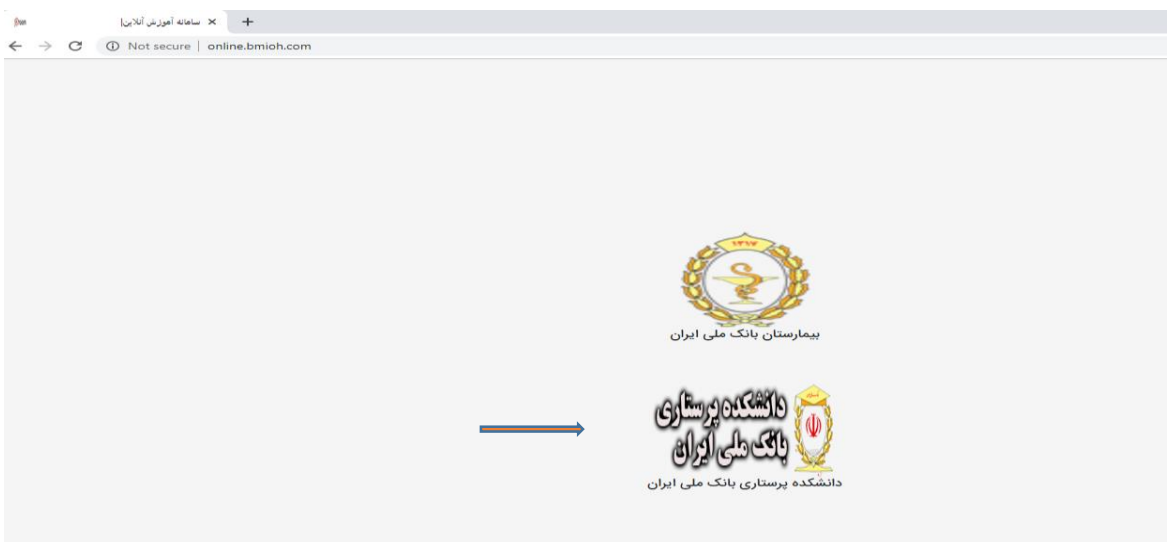 سامانه آموزش آنلاین
Not secure | online.bmioh.com
۱۳۱۷
بیمارستان بانک ملی ایران
دانشکده پرستاری
بانک ملی ایران
دانشکده پرستاری بانک ملی ایران